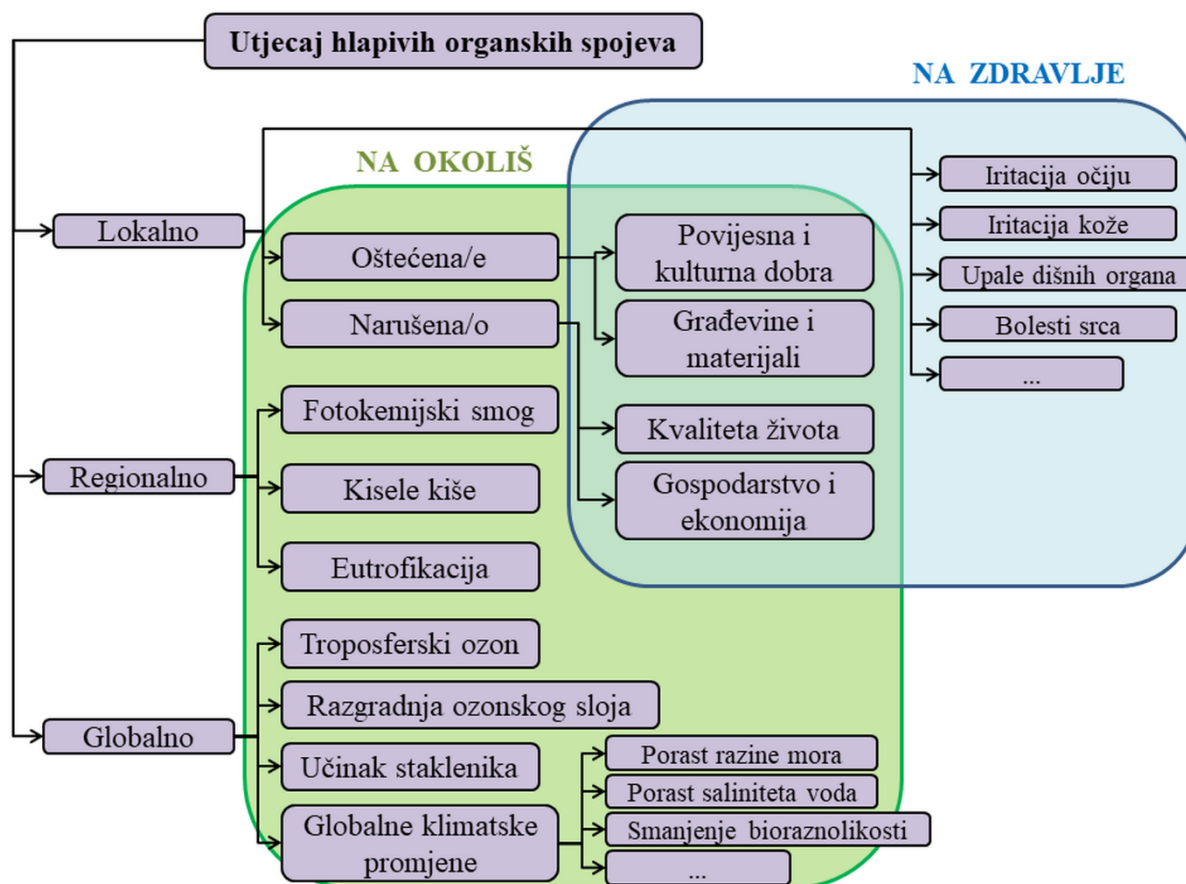 Utjecaj hlapivih organskih spojeva
NA ZDRAVLJE
NA OKOLIŠ
Lokalno
Oštećena/e
Povijesna i
kulturna dobra
Građevine i
materijali
Narušena/o
Kvaliteta života
Gospodarstvo i
ekonomija
Iritacija očiju
Iritacija kože
Upale dišnih organa
Bolesti srca
...
Regionalno
Fotokemijski smog
Kisele kiše
Eutrofikacija
Globalno
Troposferski ozon
Razgradnja ozonskog sloja
Učinak staklenika
Globalne klimatske
promjene
Porast razine mora
Porast saliniteta voda
Smanjenje bioraznolikosti
...